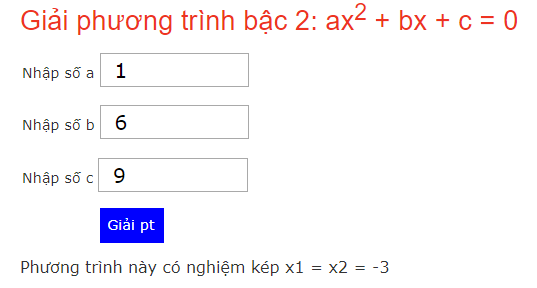 Giải phương trình bậc 2: ax² + bx + c = 0
Nhập số a 1
Nhập số b 6
Nhập số c 9
Giải pt
Phương trình này có nghiệm kép x1 = x2 = -3